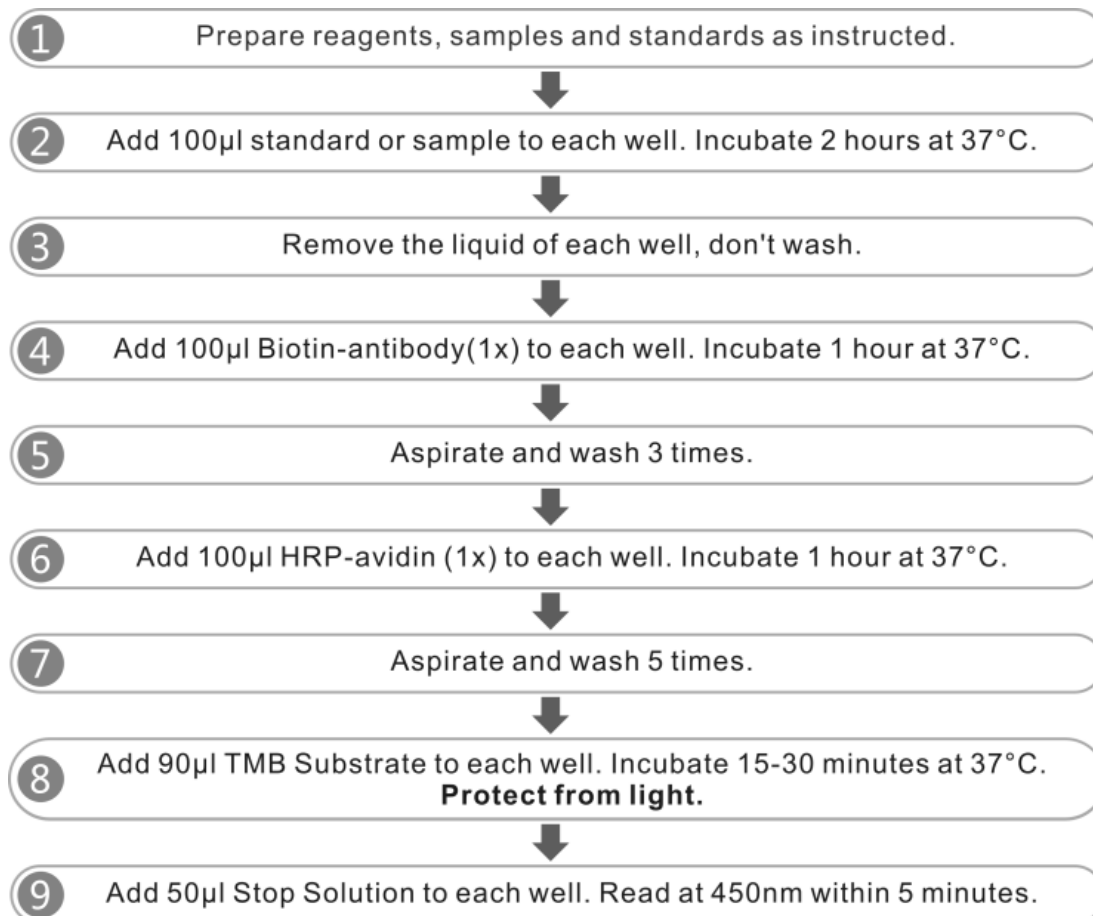 1 Prepare reagents, samples and standards as instructed.
2 Add 100µl standard or sample to each well. Incubate 2 hours at 37°C.
3 Remove the liquid of each well, don't wash.
4 Add 100µl Biotin-antibody(1x) to each well. Incubate 1 hour at 37°C.
5 Aspirate and wash 3 times.
6 Add 100µl HRP-avidin (1x) to each well. Incubate 1 hour at 37°C.
7 Aspirate and wash 5 times.
8 Add 90µl TMB Substrate to each well. Incubate 15-30 minutes at 37°C.
Protect from light.
9 Add 50µl Stop Solution to each well. Read at 450nm within 5 minutes.